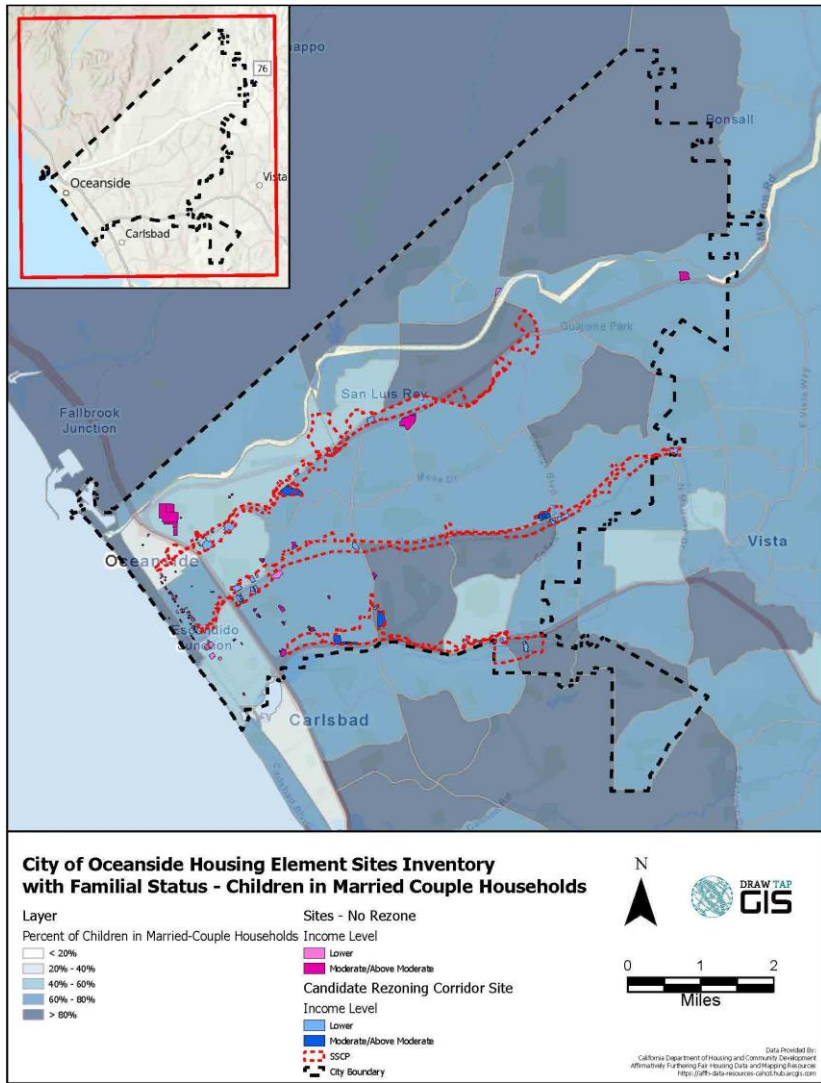 nappo
76
Oceanside
Vista
Carlsbad
Bonsall
Mission Rd
Guajome Park
San Luis Rey
Fallbrook
Junction
Mesa Dr
E Vista Way
Oceanside
Vista
Escondido
Junction
Carlsbad
City of Oceanside Housing Element Sites Inventory
with Familial Status - Children in Married Couple Households
Layer
Percent of Children in Married-Couple Households
< 20%
20% - 40%
40% - 60%
60% - 80%
> 80%
Sites - No Rezone
Income Level
Lower
Moderate/Above Moderate
Candidate Rezoning Corridor Site
Income Level
Lower
Moderate/Above Moderate
SSCP
City Boundary
N
DRAW TAP
GIS
0 1 2
Miles
Data Provided By:
California Department of Housing and Community Development
Affirmatively Furthering Fair Housing Data and Mapping Resources
https://affh-data-resources-cahcd.hub.arcgis.com